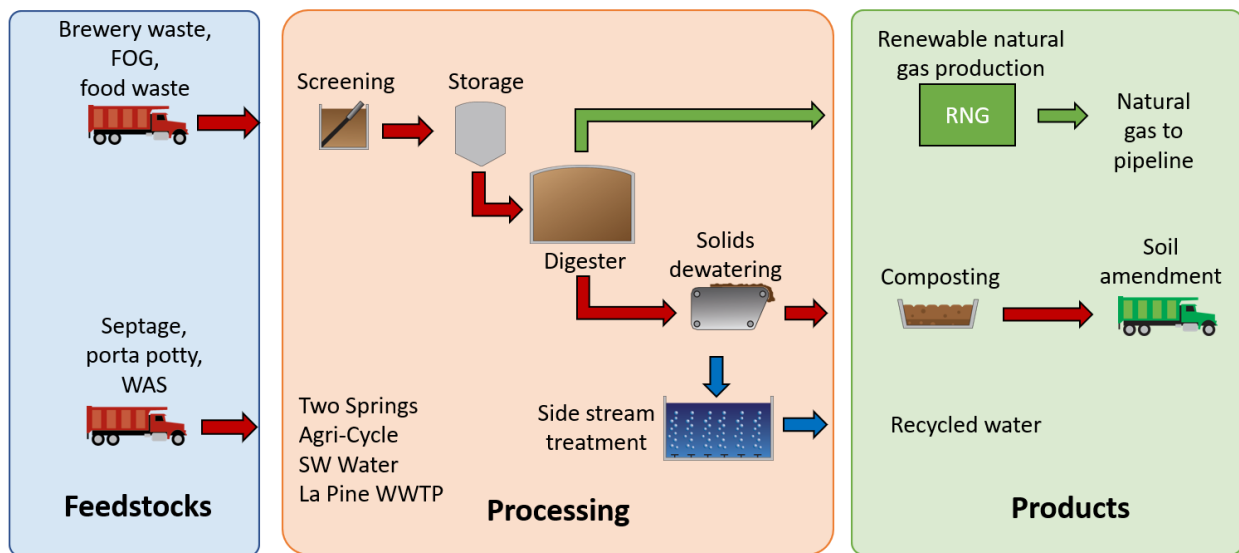 Brewery waste,
FOG,
food waste
Septage,
porta potty,
WAS
Feedstocks
Screening
Storage
Digester
Solids
dewatering
Side stream
treatment
Two Springs
Agri-Cycle
SW Water
La Pine WWTP
Processing
Renewable natural
gas production
RNG
Natural
gas to
pipeline
Composting
Soil
amendment
Recycled water
Products